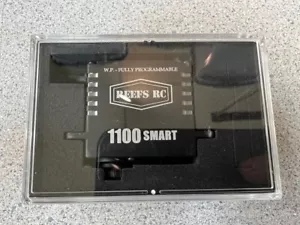 W.P. - FULLY PROGRAMMABLE
REEFS RC
1100 SMART